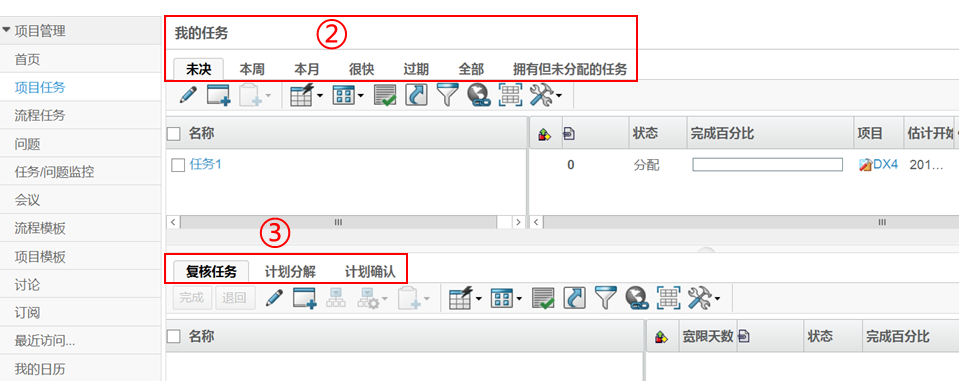 项目管理
首页
项目任务
流程任务
问题
任务/问题监控
会议
流程模板
项目模板
讨论
订阅
最近访问...
我的日历
我的任务
②
未决 本周 本月 很快 过期 全部 拥有但未分配的任务
名称 状态 完成百分比 项目 估计开始
任务1 0 分配 DX4 201...
③
复核任务 计划分解 计划确认
完成 退回
名称 宽限天数 状态 完成百分比